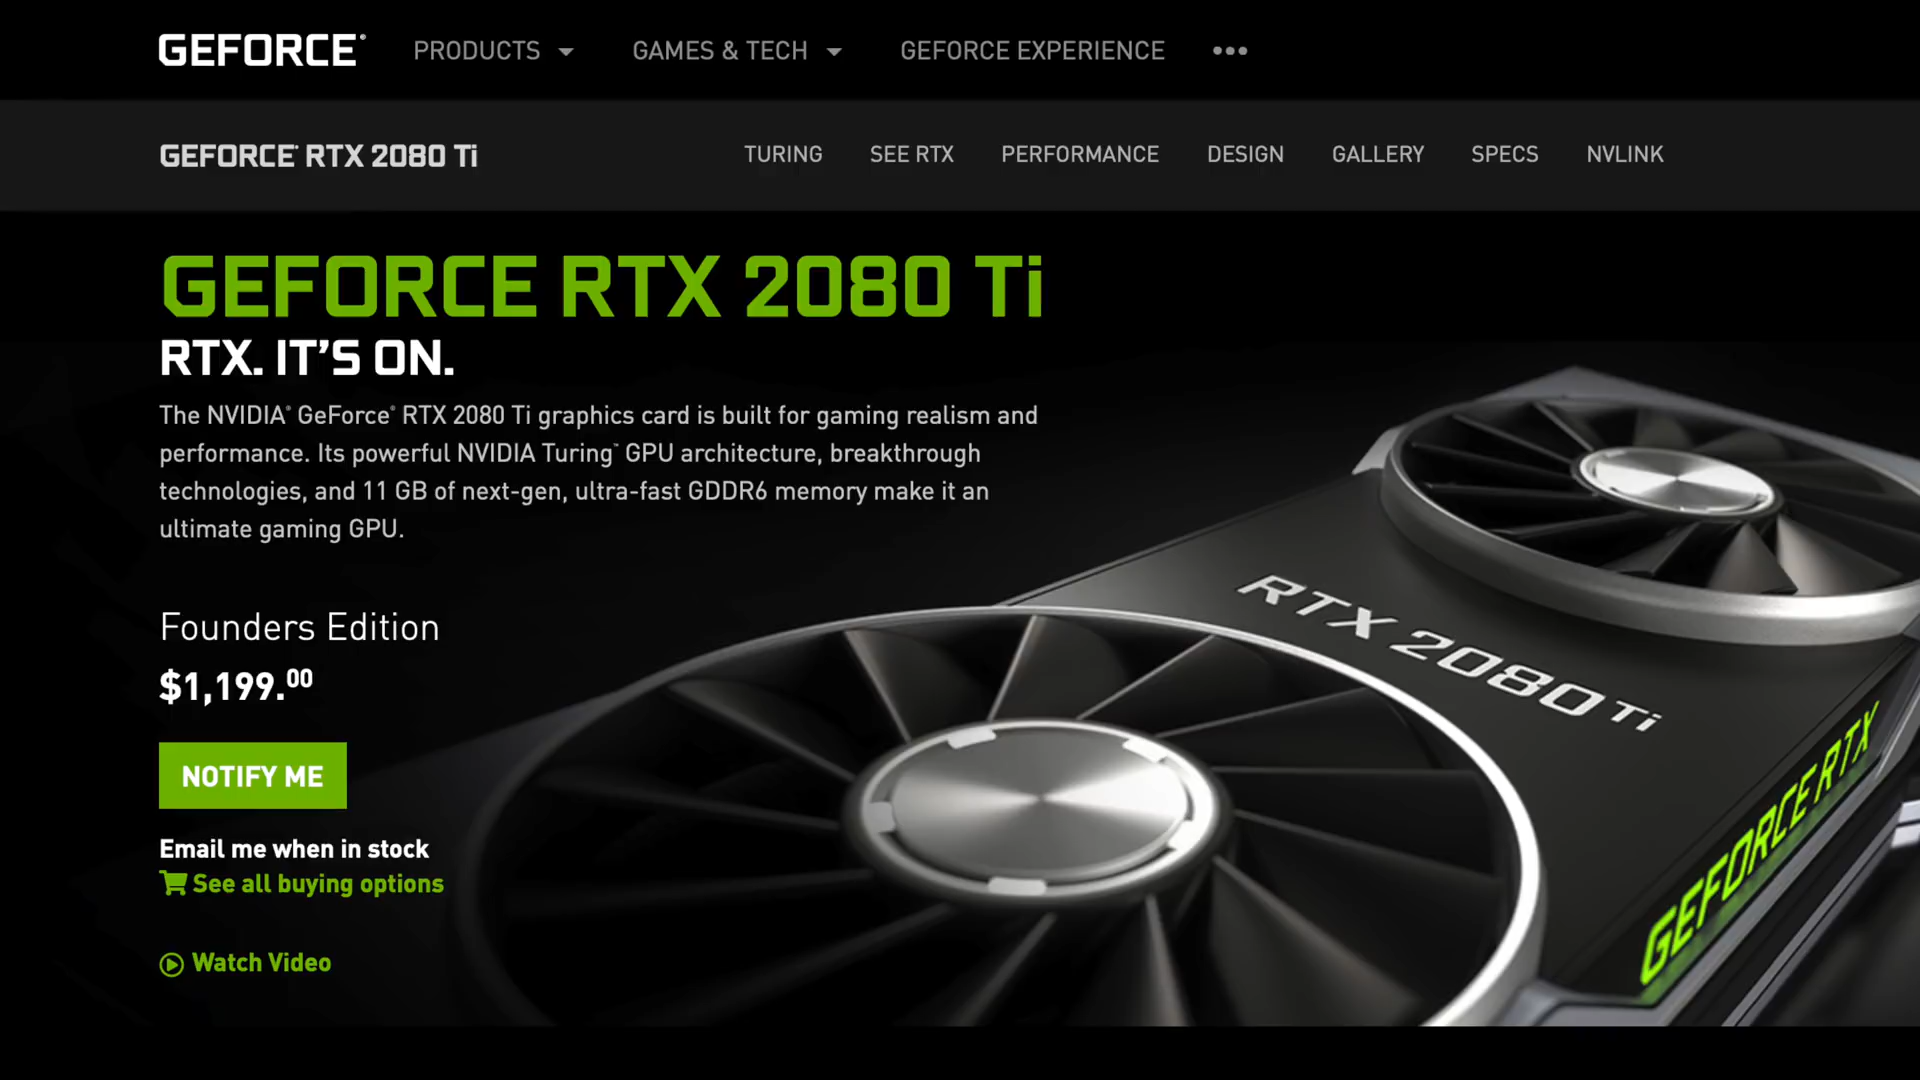 GEFORCE® PRODUCTS GAMES & TECH GEFORCE EXPERIENCE •••
GEFORCE® RTX 2080 Ti TURING SEE RTX PERFORMANCE DESIGN GALLERY SPECS NVLINK
GEFORCE RTX 2080 Ti
RTX. IT’S ON.
The NVIDIA® GeForce® RTX 2080 Ti graphics card is built for gaming realism and
performance. Its powerful NVIDIA Turing™ GPU architecture, breakthrough
technologies, and 11 GB of next-gen, ultra-fast GDDR6 memory make it an
ultimate gaming GPU.
Founders Edition
$1,199.00
NOTIFY ME
Email me when in stock
See all buying options
Watch Video
RTX 2080 Ti
GEFORCE RTX